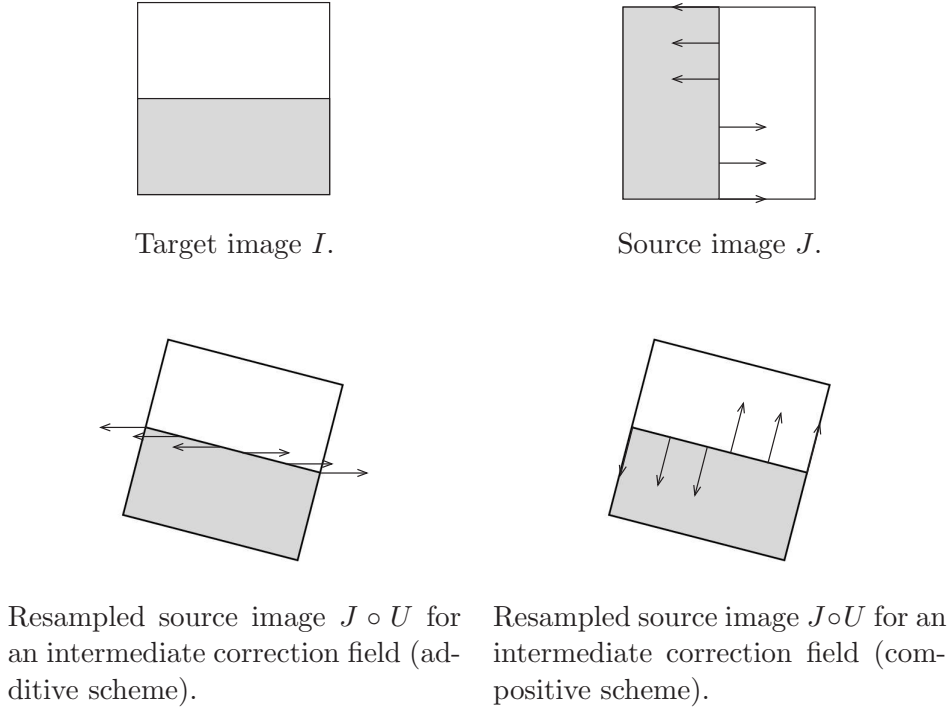 Target image I.
Source image J.
Resampled source image J ∘ U for
an intermediate correction field (ad-
ditive scheme).
Resampled source image J∘U for an
intermediate correction field (com-
positive scheme).